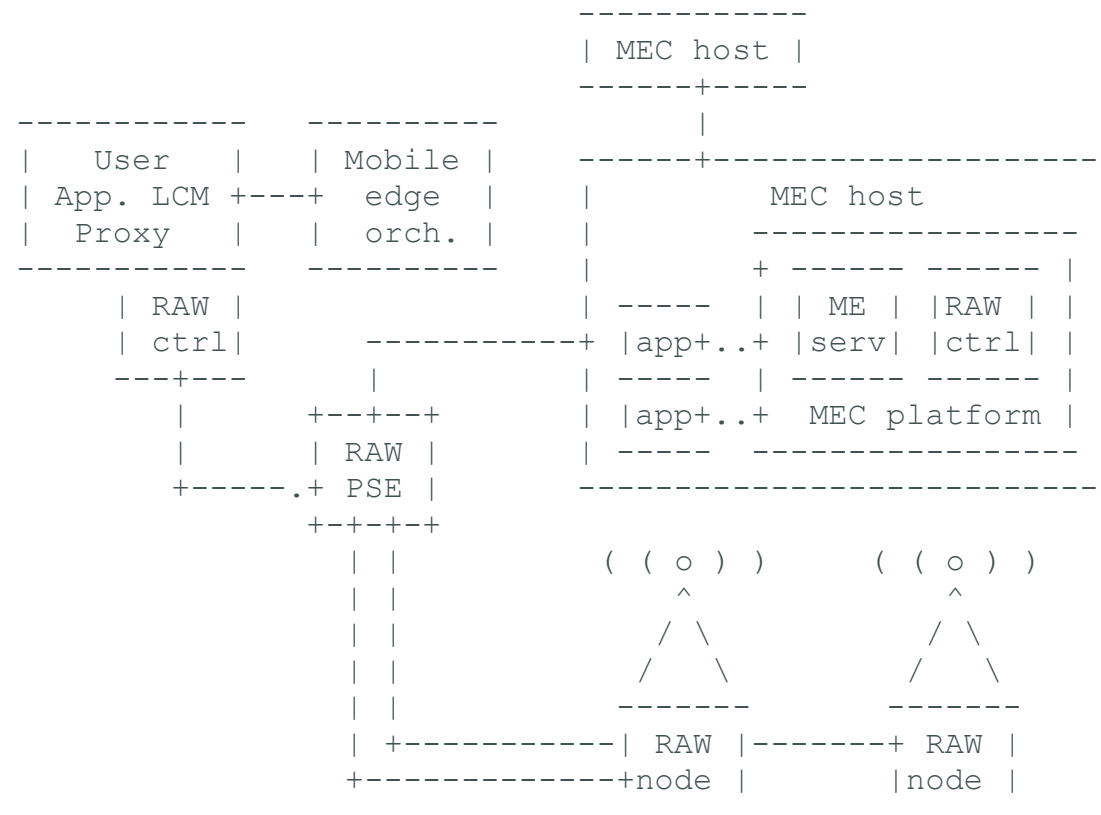 MEC host
User Mobile
App. LCM edge MEC host
Proxy orch.
RAW ME RAW
ctrl app serv ctrl
app MEC platform
RAW
PSE
( ( o ) ) ( ( o ) )
RAW RAW
node node